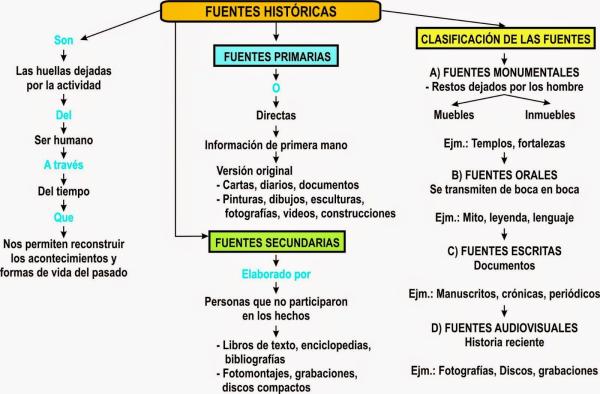 FUENTES HISTÓRICAS
Son
Las huellas dejadas
por la actividad
Del
Ser humano
A través
Del tiempo
Que
Nos permiten reconstruir
los acontecimientos y
formas de vida del pasado
FUENTES PRIMARIAS
O
Directas
Información de primera mano
Versión original
- Cartas, diarios, documentos
- Pinturas, dibujos, esculturas,
fotografías, videos, construcciones
FUENTES SECUNDARIAS
Elaborado por
Personas que no participaron
en los hechos
- Libros de texto, enciclopedias,
bibliografías
- Fotomontajes, grabaciones,
discos compactos
CLASIFICACIÓN DE LAS FUENTES
A) FUENTES MONUMENTALES
- Restos dejados por los hombre
Muebles Inmuebles
Ejm.: Templos, fortalezas
B) FUENTES ORALES
Se transmiten de boca en boca
Ejm.: Mito, leyenda, lenguaje
C) FUENTES ESCRITAS
Documentos
Ejm.: Manuscritos, crónicas, periódicos
D) FUENTES AUDIOVISUALES
Historia reciente
Ejm.: Fotografías, Discos, grabaciones